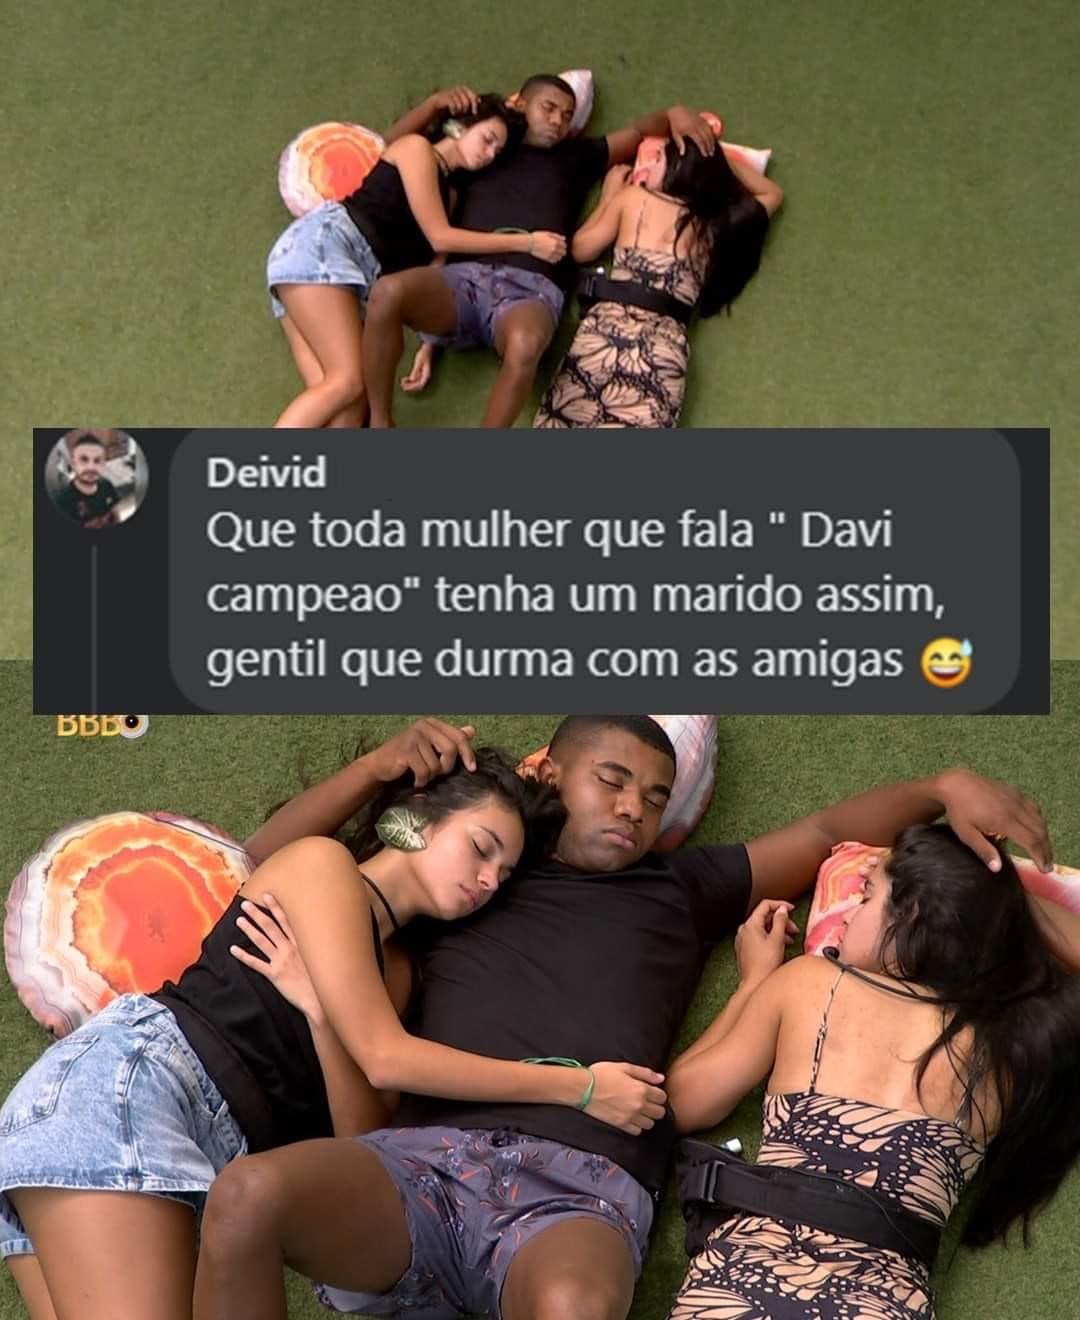 Deivid
Que toda mulher que fala " Davi
campeao" tenha um marido assim,
gentil que durma com as amigas 😅
BBB